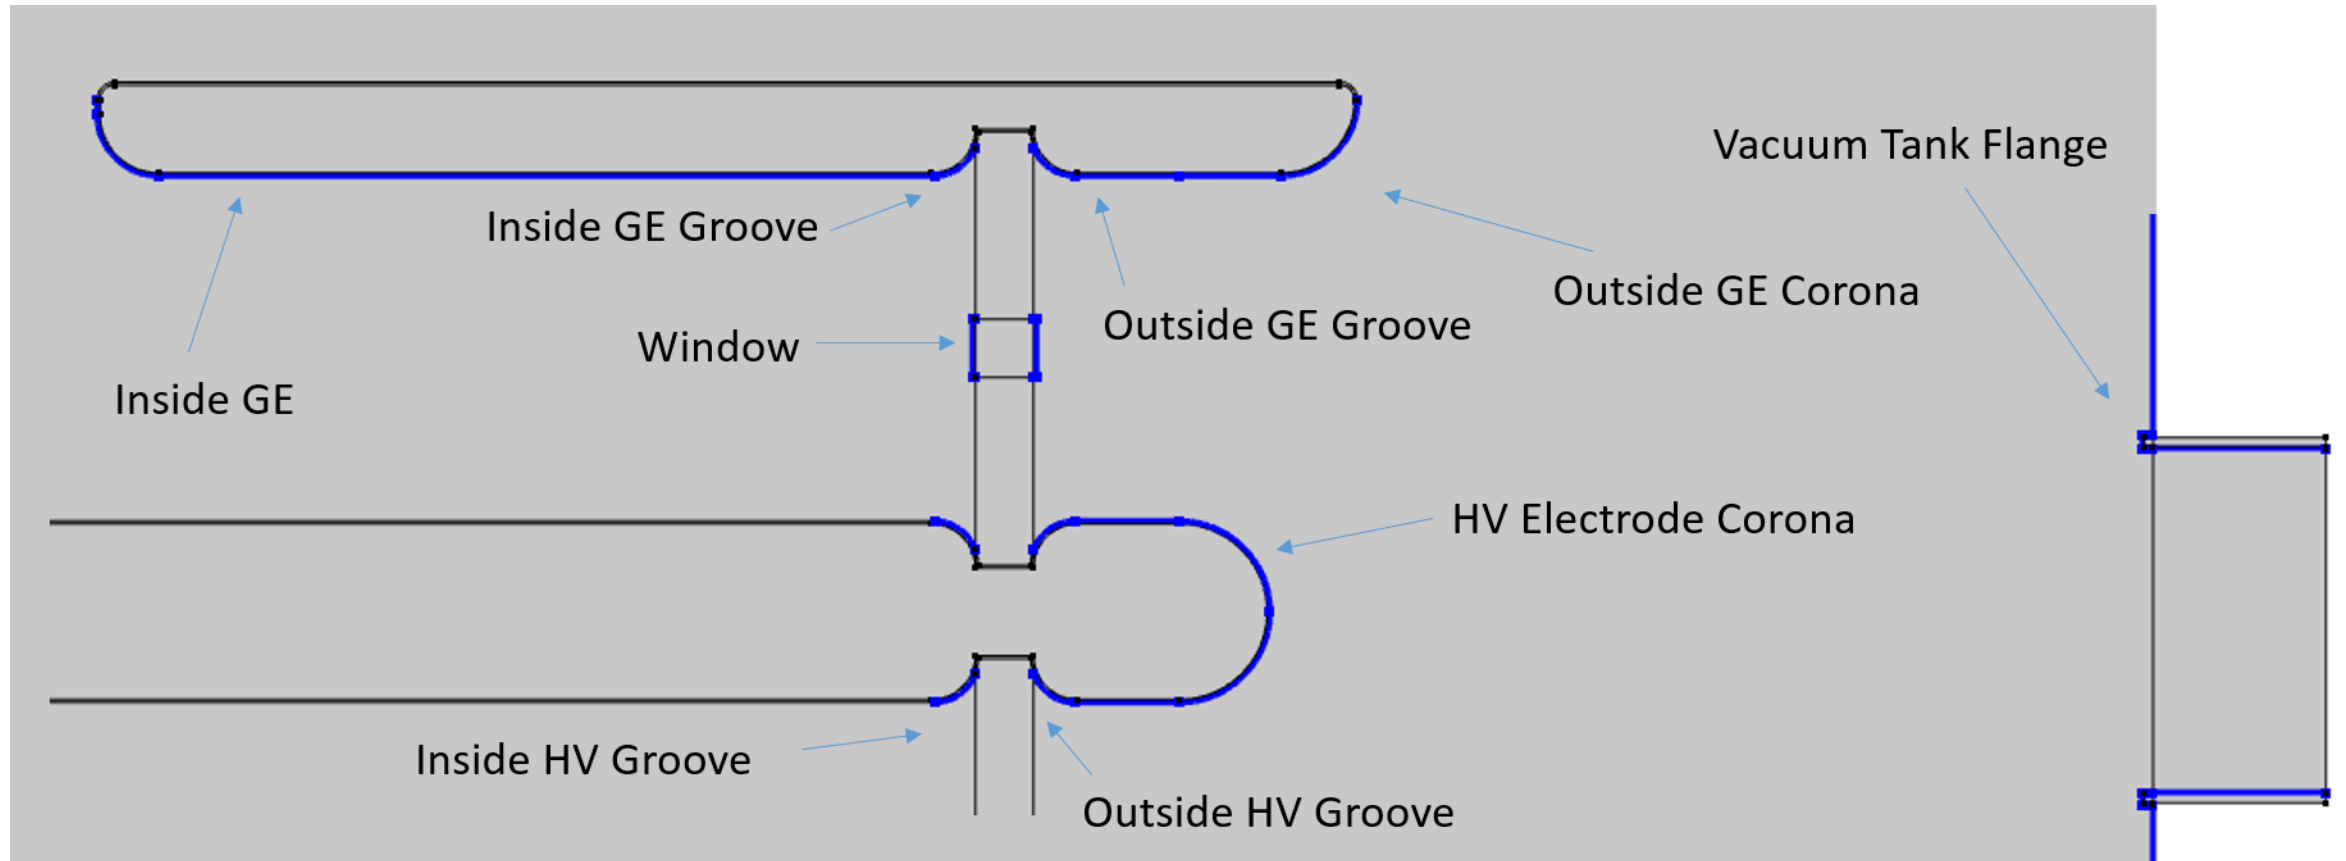 Vacuum Tank Flange
Inside GE Groove
Outside GE Corona
Outside GE Groove
Window
Inside GE
HV Electrode Corona
Inside HV Groove
Outside HV Groove